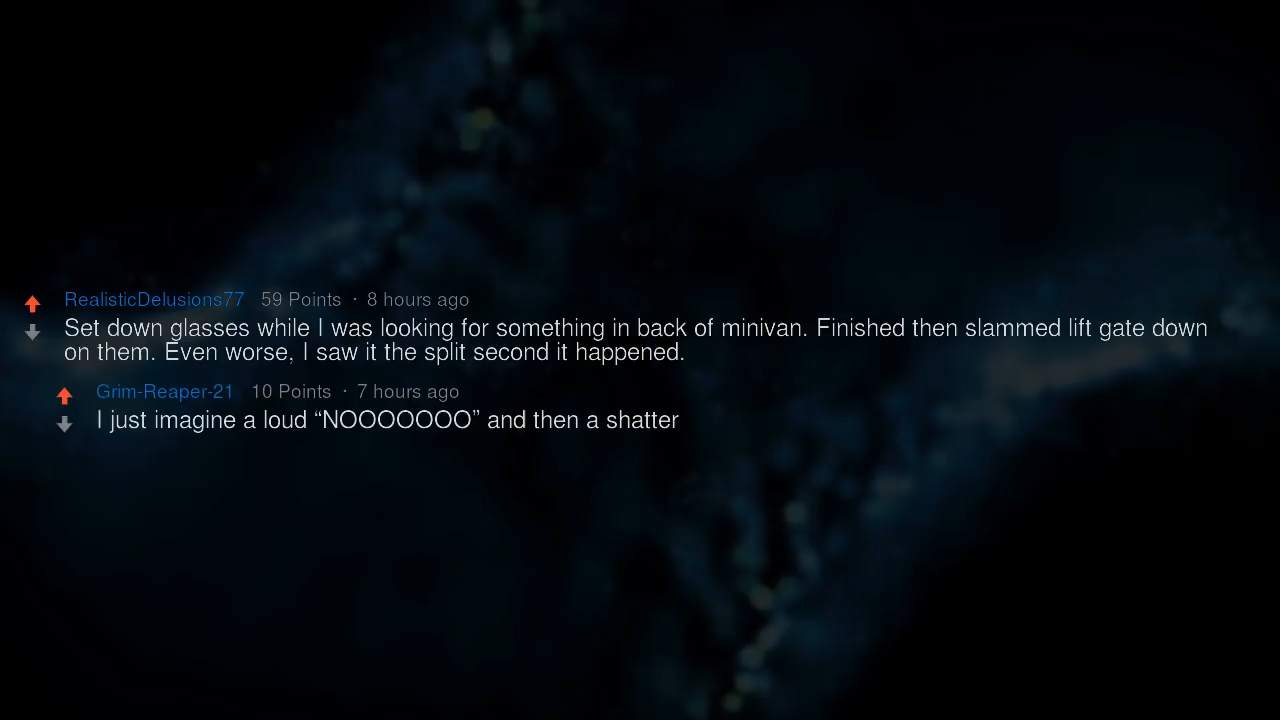 RealisticDelusions77 59 Points · 8 hours ago
Set down glasses while I was looking for something in back of minivan. Finished then slammed lift gate down
on them. Even worse, I saw it the split second it happened.
Grim-Reaper-21 10 Points · 7 hours ago
I just imagine a loud “NOOOOOOO” and then a shatter